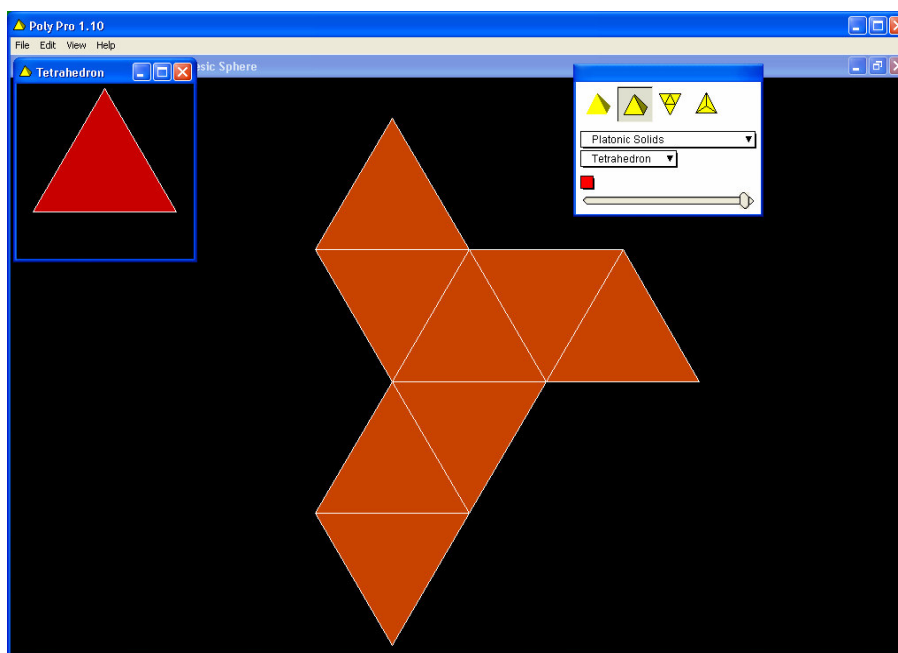 Poly Pro 1.10
File Edit View Help
esic Sphere
Tetrahedron
Platonic Solids
Tetrahedron